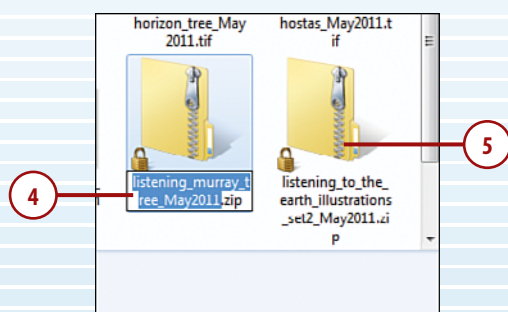 horizon_tree_May
2011.tif
hostas_May2011.t
if
4
listening_murray_t
ree_May2011.zip
5
listening_to_the_
earth_illustrations
_set2_May2011.zi
p